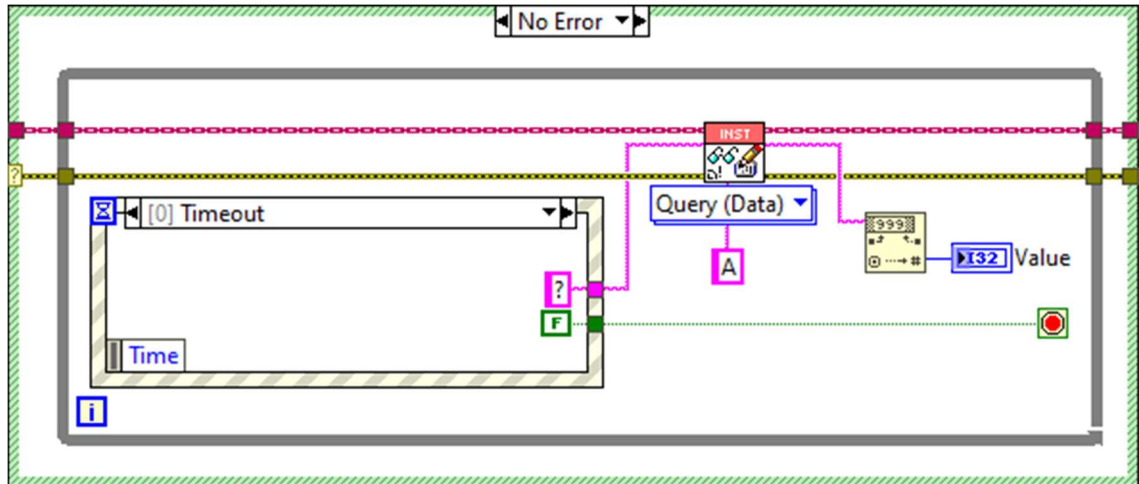 No Error
?
INST
Query (Data)
[0] Timeout
999
A
I32 Value
?
F
Time
i